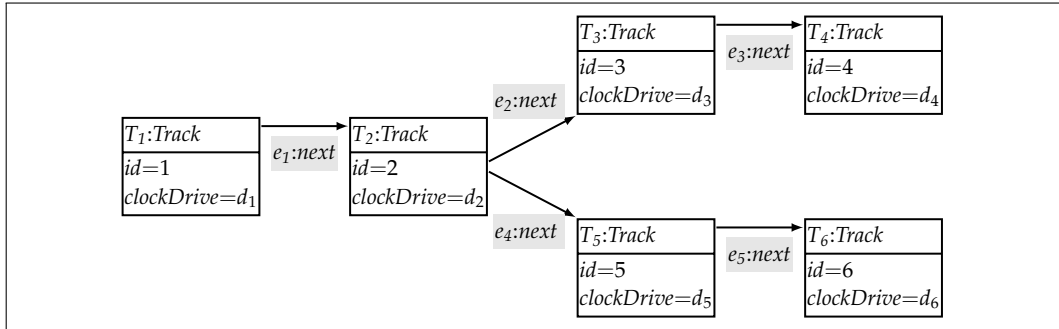 T3:Track
id=3
clockDrive=d3
e3:next
T4:Track
id=4
clockDrive=d4
e2:next
T1:Track
id=1
clockDrive=d1
e1:next
T2:Track
id=2
clockDrive=d2
e4:next
T5:Track
id=5
clockDrive=d5
e5:next
T6:Track
id=6
clockDrive=d6